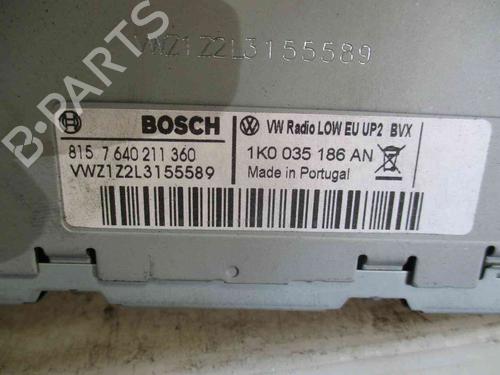 VWZ1Z2L3155589
BOSCH
VW Radio LOW EU UP2 BVX
815 7 640 211 360
1K0 035 186 AN
VWZ1Z2L3155589
Made in Portugal
B-PARTS